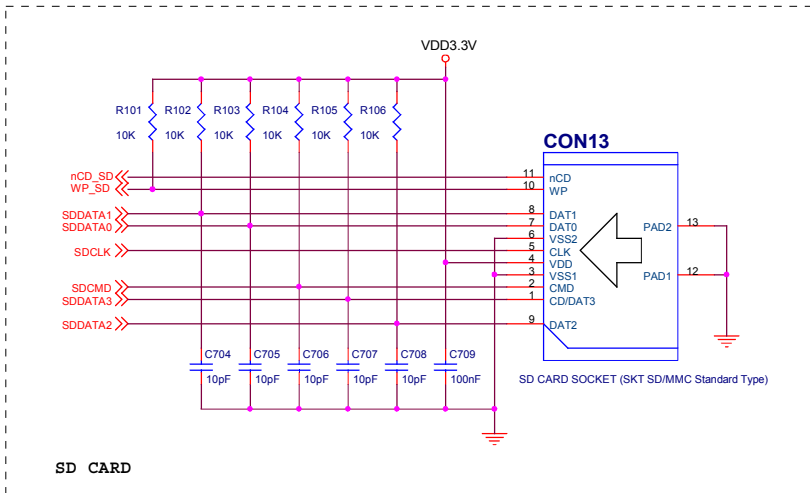 VDD3.3V
R101 R102 R103 R104 R105 R106
10K 10K 10K 10K 10K 10K
CON13
nCD_SD 11 nCD
WP_SD 10 WP
SDDATA1 8 DAT1
SDDATA0 7 DAT0
6 VSS2
SDCLK 5 CLK
4 VDD
3 VSS1
SDCMD 2 CMD
SDDATA3 1 CD/DAT3
SDDATA2 9 DAT2
PAD2 13
PAD1 12
C704 C705 C706 C707 C708 C709
10pF 10pF 10pF 10pF 10pF 100nF
SD CARD SOCKET (SKT SD/MMC Standard Type)
SD CARD